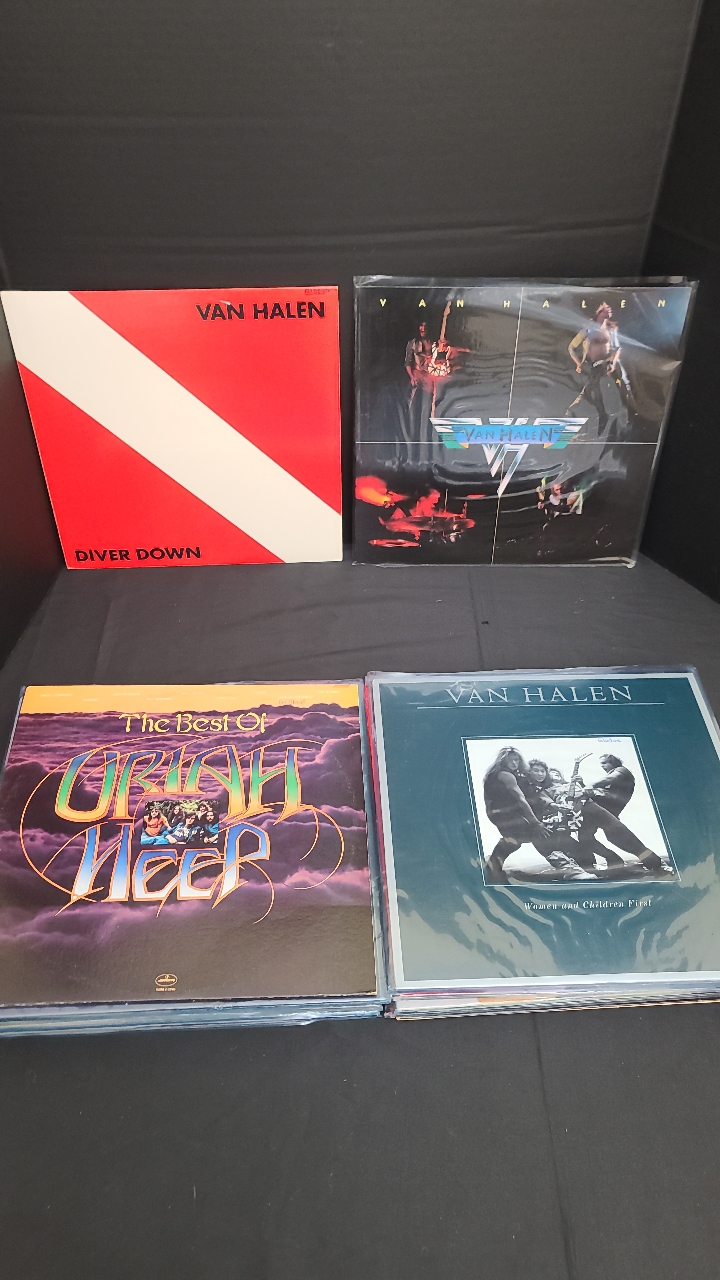 VAN HALEN
DIVER DOWN
VAN HALEN
VAN HALEN
The Best Of
URIAH
HEEP
VAN HALEN
Women and Children First